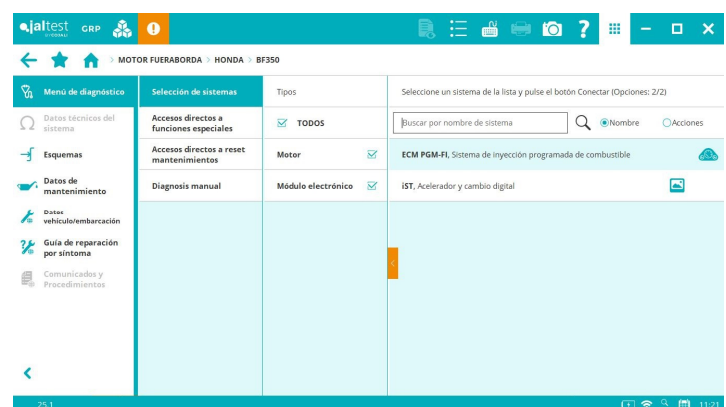 jaltest GRP
MOTOR FUERABORDA > HONDA > BF350
Menú de diagnóstico
Datos técnicos del
sistema
Esquemas
Datos de
mantenimiento
Datos
vehículo/embarcación
Guía de reparación
por síntoma
Comunicados y
Procedimientos
Selección de sistemas
Accesos directos a
funciones especiales
Accesos directos a reset
mantenimientos
Diagnosis manual
Tipos
TODOS
Motor
Módulo electrónico
Seleccione un sistema de la lista y pulse el botón Conectar (Opciones: 2/2)
Buscar por nombre de sistema
Nombre
Acciones
ECM PGM-FI, Sistema de inyección programada de combustible
iST, Acelerador y cambio digital
25.1
11:21